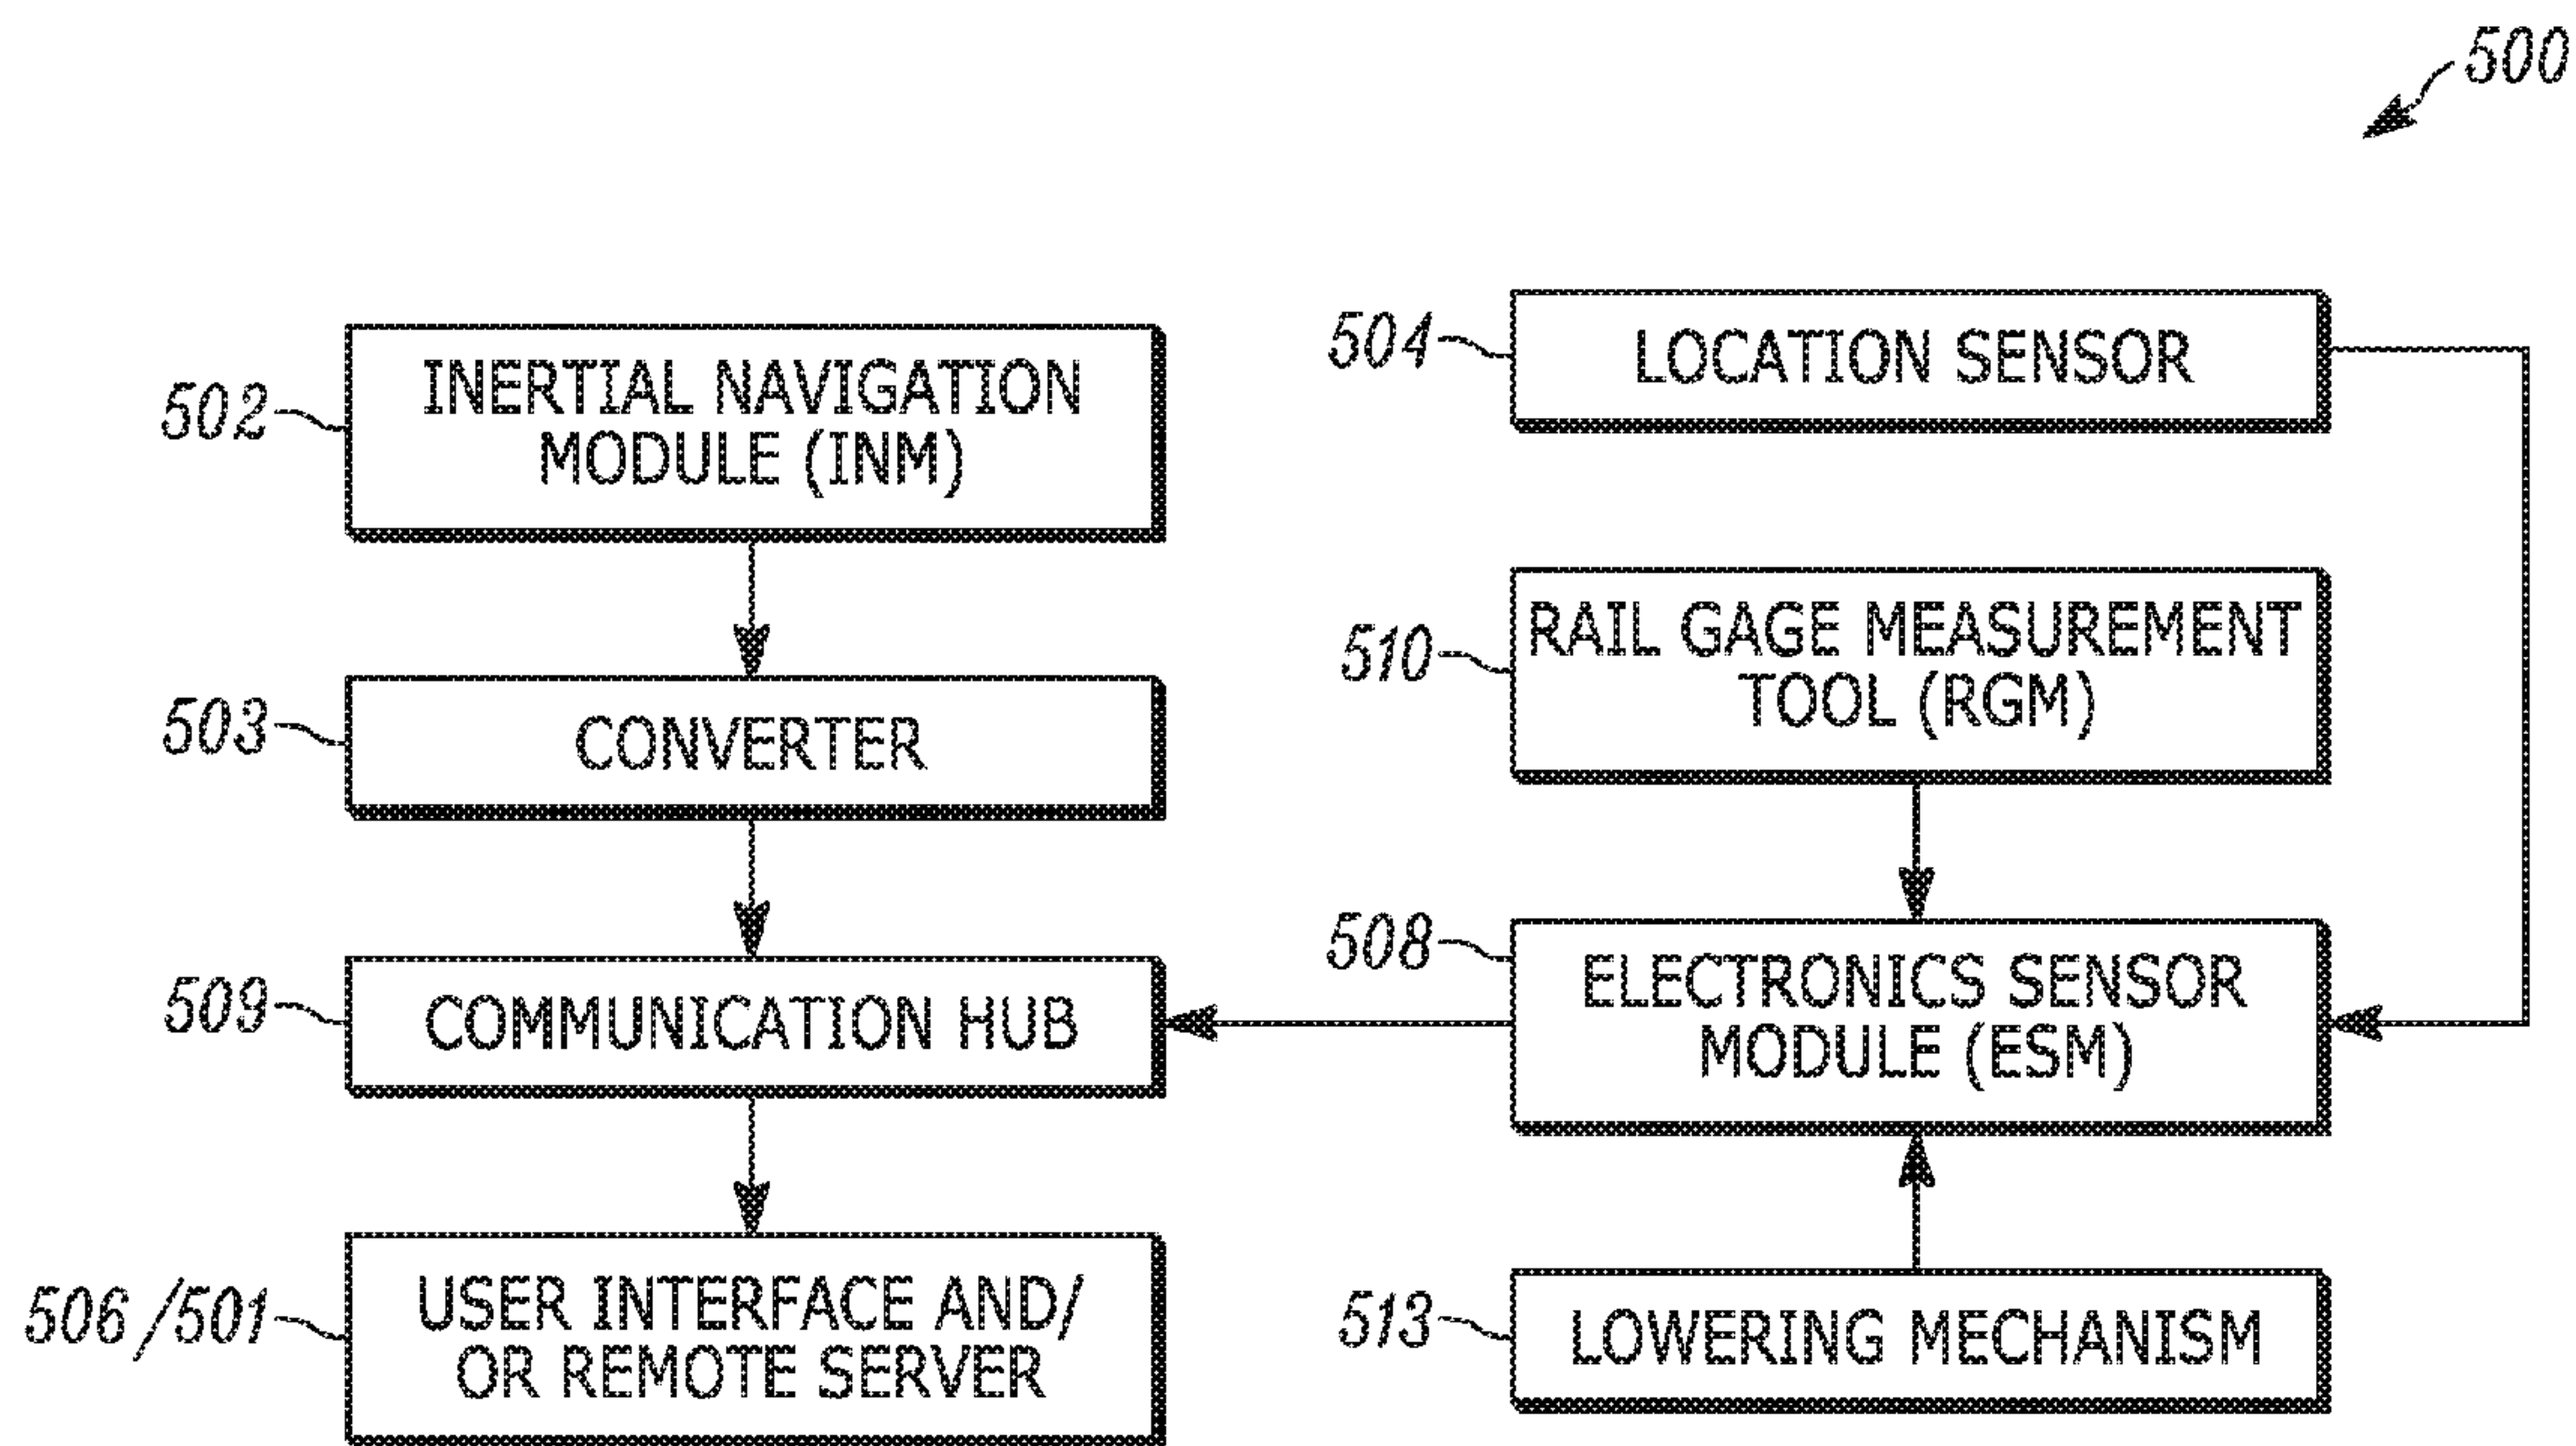 500
502
INERTIAL NAVIGATION
MODULE (INM)
503
CONVERTER
509
COMMUNICATION HUB
506/501
USER INTERFACE AND/
OR REMOTE SERVER
504
LOCATION SENSOR
510
RAIL GAGE MEASUREMENT
TOOL (RGM)
508
ELECTRONICS SENSOR
MODULE (ESM)
513
LOWERING MECHANISM